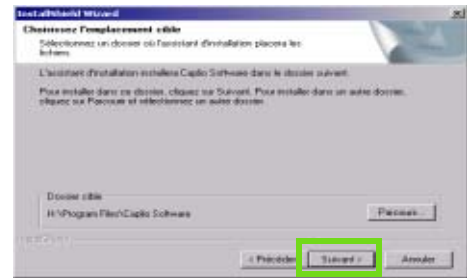 InstallShield Wizard
Choisissez l'emplacement cible
Sélectionnez un dossier où l'assistant d'installation placera les
fichiers.
L'assistant d'installation installera Caplio Software dans le dossier suivant.
Pour installer dans ce dossier, cliquez sur Suivant. Pour installer dans un autre dossier,
cliquez sur Parcourir et sélectionnez un autre dossier.
Dossier cible
H:\Program Files\Caplio Software
Parcourir...
< Précédent
Suivant >
Annuler